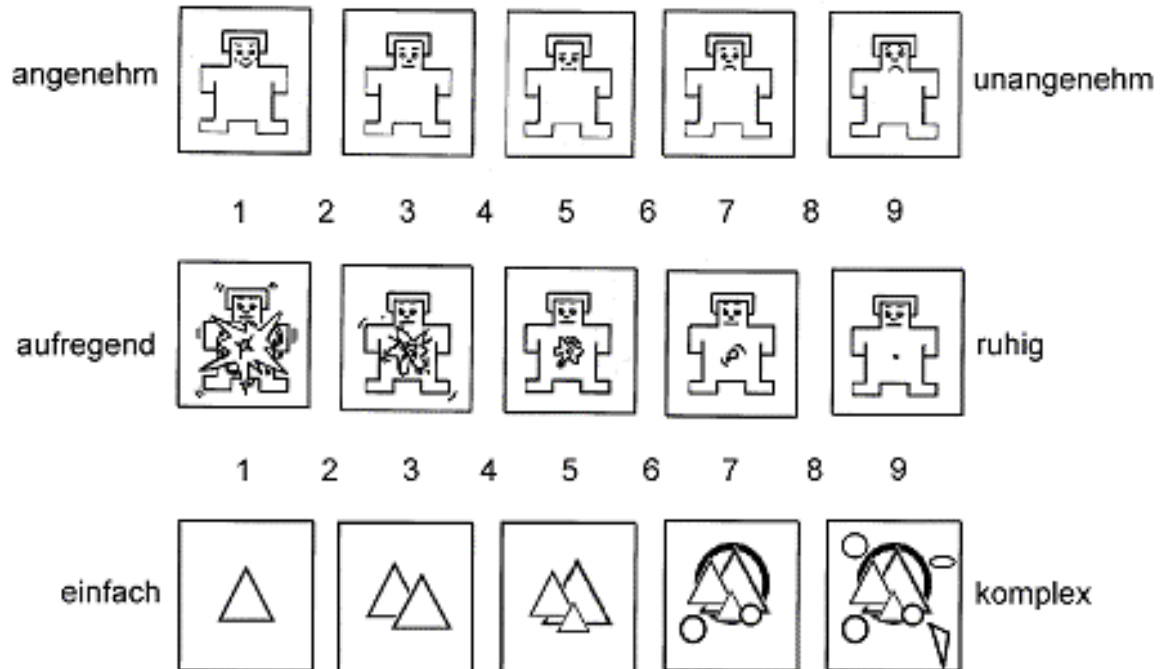 angenehm unangenehm
1 2 3 4 5 6 7 8 9
aufregend ruhig
1 2 3 4 5 6 7 8 9
einfach komplex